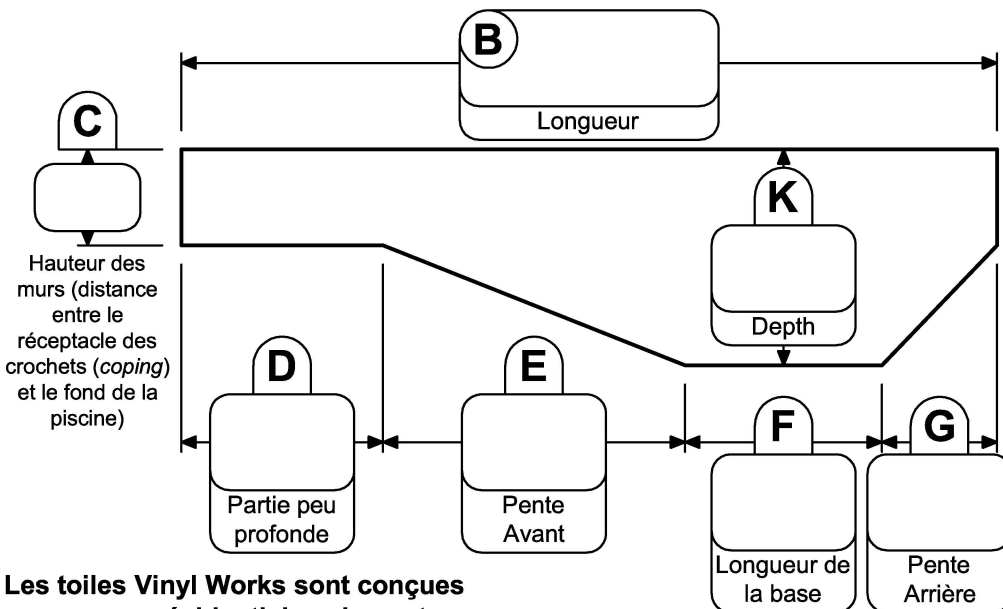 B
Longueur
C
Hauteur des
murs (distance
entre le
réceptacle des
crochets (coping)
et le fond de la
piscine)
K
Depth
D
Partie peu
profonde
E
Pente
Avant
F
Longueur de
la base
G
Pente
Arrière
Les toiles Vinyl Works sont conçues